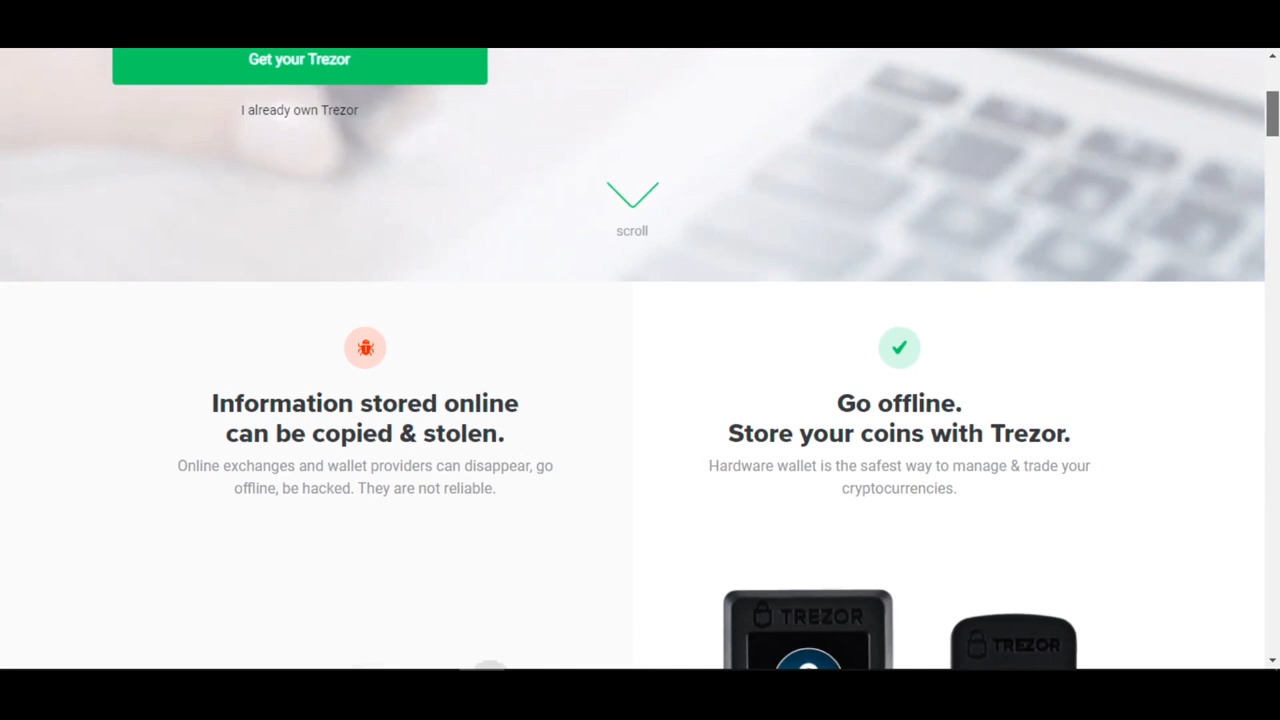 Get your Trezor
I already own Trezor
scroll
Information stored online
can be copied & stolen.
Online exchanges and wallet providers can disappear, go
offline, be hacked. They are not reliable.
Go offline.
Store your coins with Trezor.
Hardware wallet is the safest way to manage & trade your
cryptocurrencies.
TREZOR
TREZOR